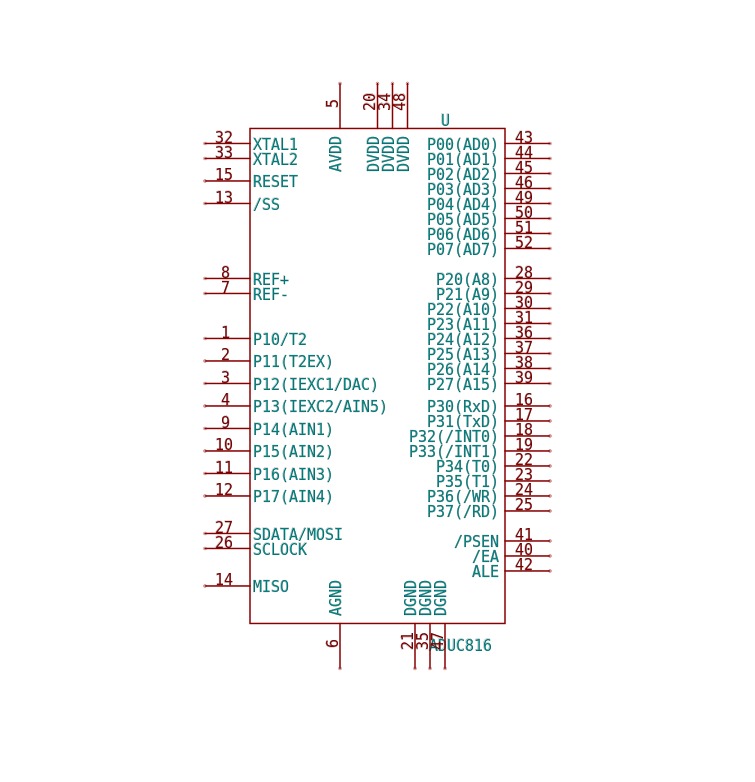 5
20
34
48
U
32 XTAL1
33 XTAL2
15 RESET
13 /SS
8 REF+
7 REF-
1 P10/T2
2 P11(T2EX)
3 P12(IEXC1/DAC)
4 P13(IEXC2/AIN5)
9 P14(AIN1)
10 P15(AIN2)
11 P16(AIN3)
12 P17(AIN4)
27 SDATA/MOSI
26 SCLOCK
14 MISO
AVDD
DVDD
DVDD
DVDD
P00(AD0) 43
P01(AD1) 44
P02(AD2) 45
P03(AD3) 46
P04(AD4) 49
P05(AD5) 50
P06(AD6) 51
P07(AD7) 52
P20(A8) 28
P21(A9) 29
P22(A10) 30
P23(A11) 31
P24(A12) 36
P25(A13) 37
P26(A14) 38
P27(A15) 39
P30(RxD) 16
P31(TxD) 17
P32(/INT0) 18
P33(/INT1) 19
P34(T0) 22
P35(T1) 23
P36(/WR) 24
P37(/RD) 25
/PSEN 41
/EA 40
ALE 42
AGND
DGND
DGND
DGND
6
21
35
47
ADUC816